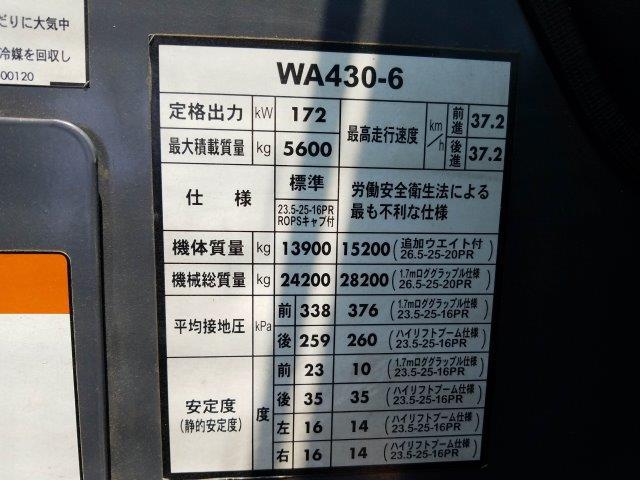 だりに大気中
冷媒を回収し
00120
WA430-6
定格出力 kW 172 最高走行速度 km/h 前進 37.2
最大積載質量 kg 5600 後進 37.2
仕様 標準 労働安全衛生法による
23.5-25-16PR 最も不利な仕様
ROPSキャブ付
機体質量 kg 13900 15200 (追加ウエイト付
26.5-25-20PR)
機械総質量 kg 24200 28200 (1.7mロググラップル仕様
26.5-25-20PR)
平均接地圧 kPa 前 338 376 (1.7mロググラップル仕様
23.5-25-16PR)
後 259 260 (ハイリフトブーム仕様
23.5-25-16PR)
安定度 (静的安定度) 度 前 23 10 (1.7mロググラップル仕様
23.5-25-16PR)
後 35 35 (ハイリフトブーム仕様
23.5-25-16PR)
左 16 14 (ハイリフトブーム仕様
23.5-25-16PR)
右 16 14 (ハイリフトブーム仕様
23.5-25-16PR)